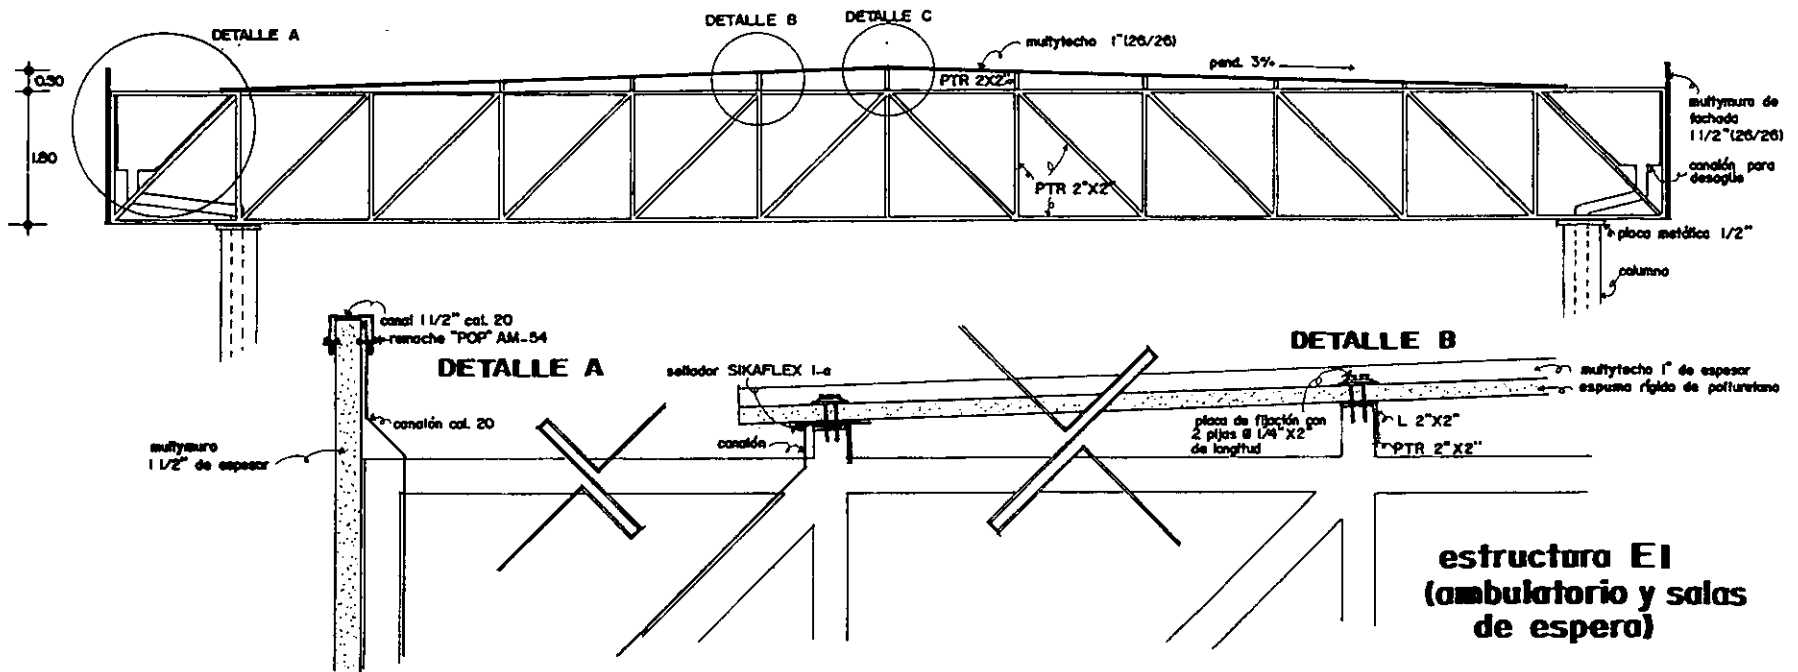 DETALLE A
DETALLE B
DETALLE C
multytecho 1" (26/26)
pend. 3%
PTR 2X2"
0.30
1.80
multymuro de
fachada
1 1/2" (26/26)
canalón para
desagüe
PTR 2"X2"
placa metálica 1/2"
columna
canal 1 1/2" cal. 20
remache "POP" AM-54
DETALLE A
canalón cal. 20
multymuro
1 1/2" de espesor
sellador SIKAFLEX 1-a
canalón
DETALLE B
multytecho 1" de espesor
espuma rígida de poliuretano
placa de fijación con
2 pijas Ø 1/4" X2"
de longitud
L 2"X2"
PTR 2"X2"
estructura E1
(ambulatorio y salas
de espera)